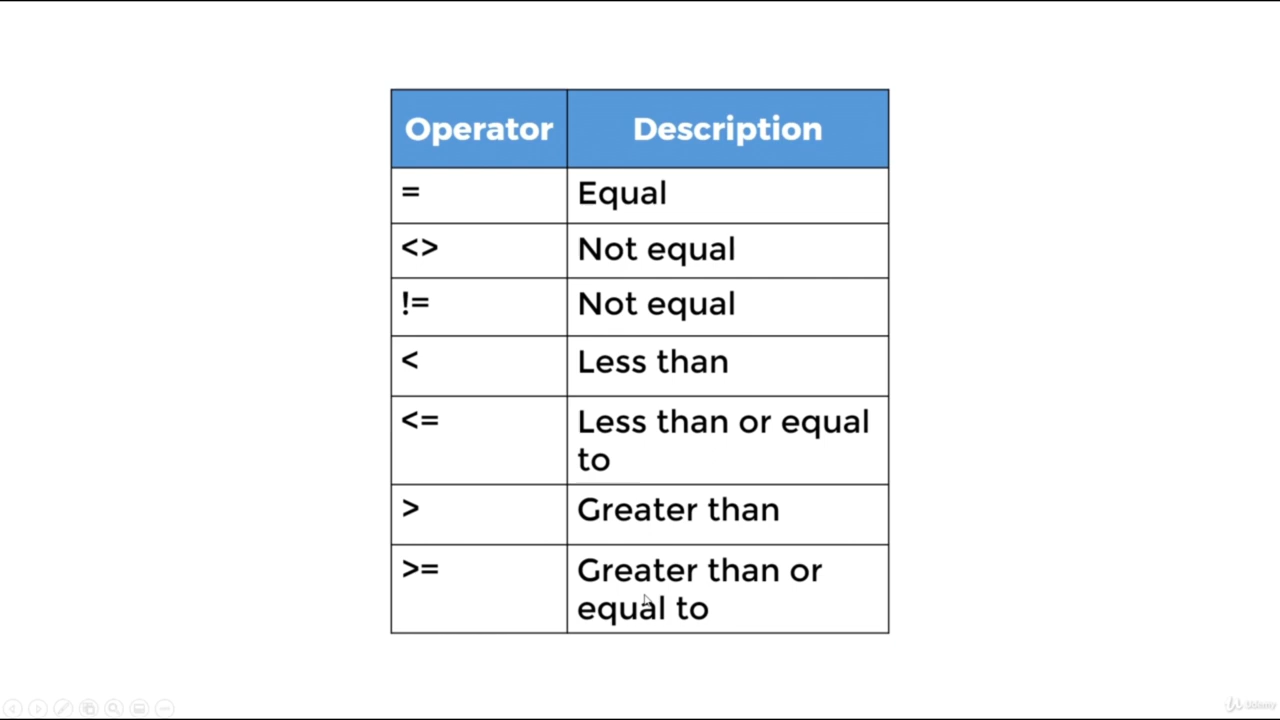 Operator Description
= Equal
<> Not equal
!= Not equal
< Less than
<= Less than or equal
to
> Greater than
>= Greater than or
equal to
Udemy